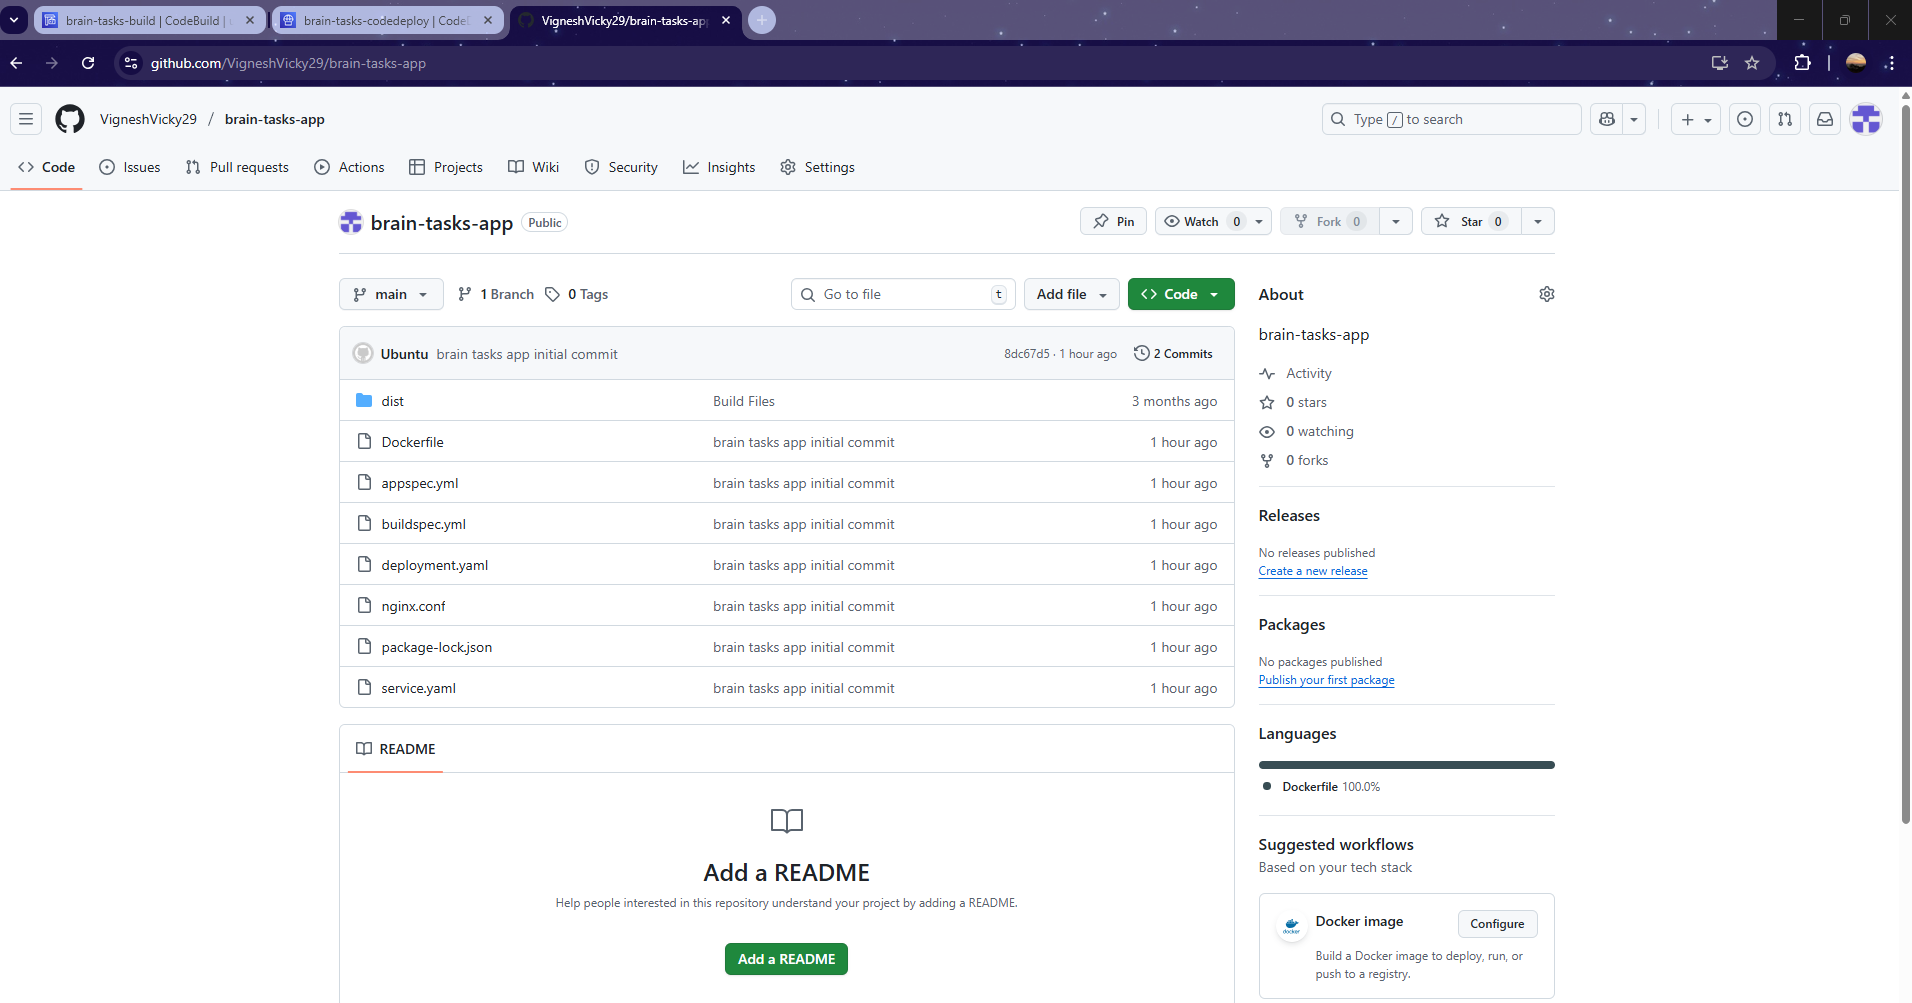 brain-tasks-build | CodeBuild |
brain-tasks-codedeploy | CodeD
VigneshVicky29/brain-tasks-app
github.com/VigneshVicky29/brain-tasks-app
VigneshVicky29 / brain-tasks-app
Type / to search
Code Issues Pull requests Actions Projects Wiki Security Insights Settings
brain-tasks-app Public
Pin Watch 0 Fork 0 Star 0
main 1 Branch 0 Tags Go to file t Add file Code
Ubuntu brain tasks app initial commit 8dc67d5 · 1 hour ago 2 Commits
dist Build Files 3 months ago
Dockerfile brain tasks app initial commit 1 hour ago
appspec.yml brain tasks app initial commit 1 hour ago
buildspec.yml brain tasks app initial commit 1 hour ago
deployment.yaml brain tasks app initial commit 1 hour ago
nginx.conf brain tasks app initial commit 1 hour ago
package-lock.json brain tasks app initial commit 1 hour ago
service.yaml brain tasks app initial commit 1 hour ago
README
Add a README
Help people interested in this repository understand your project by adding a README.
Add a README
About
brain-tasks-app
Activity
0 stars
0 watching
0 forks
Releases
No releases published
Create a new release
Packages
No packages published
Publish your first package
Languages
Dockerfile 100.0%
Suggested workflows
Based on your tech stack
docker
Docker image Configure
Build a Docker image to deploy, run, or
push to a registry.